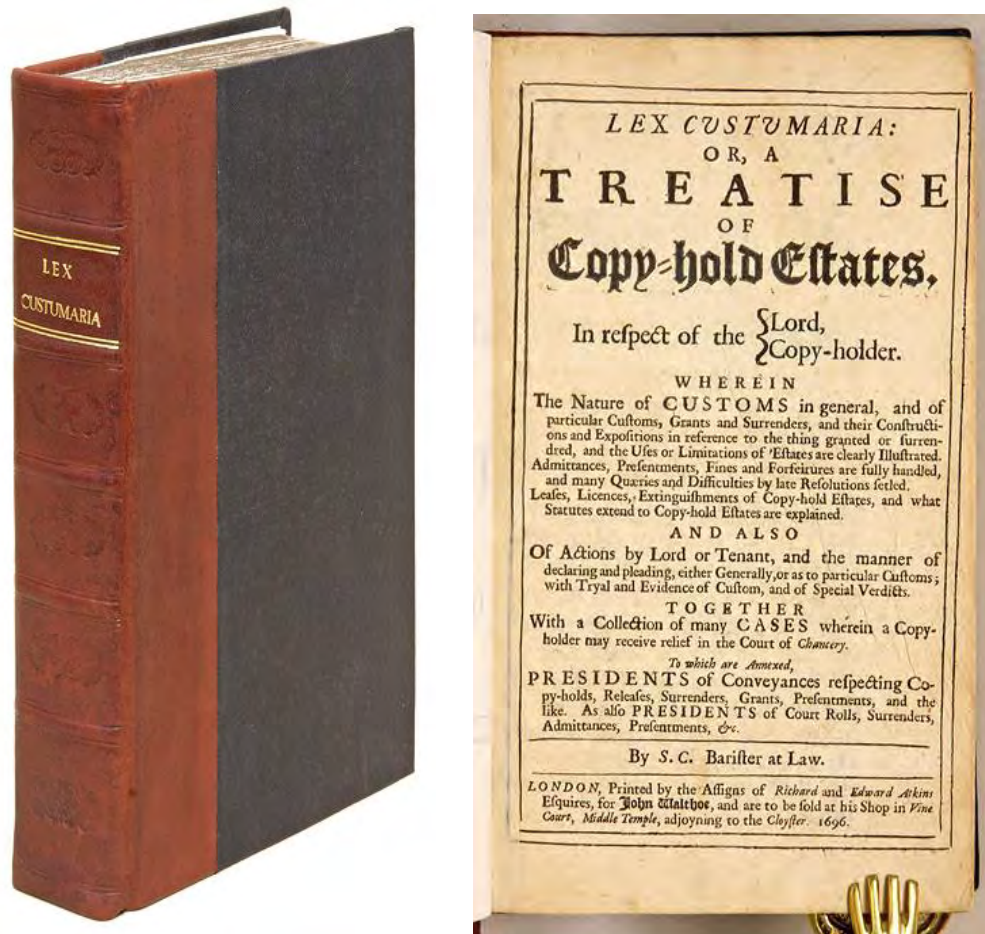 LEX
CUSTUMARIA
LEX CUSTUMARIA:
OR, A
TREATISE
OF
Copy-hold Eſtates,
In reſpect of the { Lord,
Copy-holder.
WHEREIN
The Nature of CUSTOMS in general, and of
particular Cuſtoms, Grants and Surrenders, and their Conſtructi-
ons and Expoſitions in reference to the thing granted or ſurren-
dred, and the Uſes or Limitations of Eſtates are clearly Illuſtrated.
Admittances, Preſentments, Fines and Forfeitures are fully handled,
and many Quæries and Difficulties by late Reſolutions ſetled.
Leaſes, Licences, Extinguiſhments of Copy-hold Eſtates, and what
Statutes extend to Copy-hold Eſtates are explained.
AND ALSO
Of Actions by Lord or Tenant, and the manner of
declaring and pleading, either Generally, or as to particular Cuſtoms;
with Tryal and Evidence of Cuſtom, and of Special Verdicts.
TOGETHER
With a Collection of many CASES wherein a Copy-
holder may receive relief in the Court of Chancery.
To which are Annexed,
PRESIDENTS of Conveyances reſpecting Co-
py-holds, Releaſes, Surrenders, Grants, Preſentments, and the
like. As alſo PRESIDENTS of Court Rolls, Surrenders,
Admittances, Preſentments, &c.
By S. C. Bariſter at Law.
LONDON, Printed by the Aſſigns of Richard and Edward Atkins
Eſquires, for John Walthoe, and are to be ſold at his Shop in Vine
Court, Middle Temple, adjoyning to the Cloyſter. 1696.